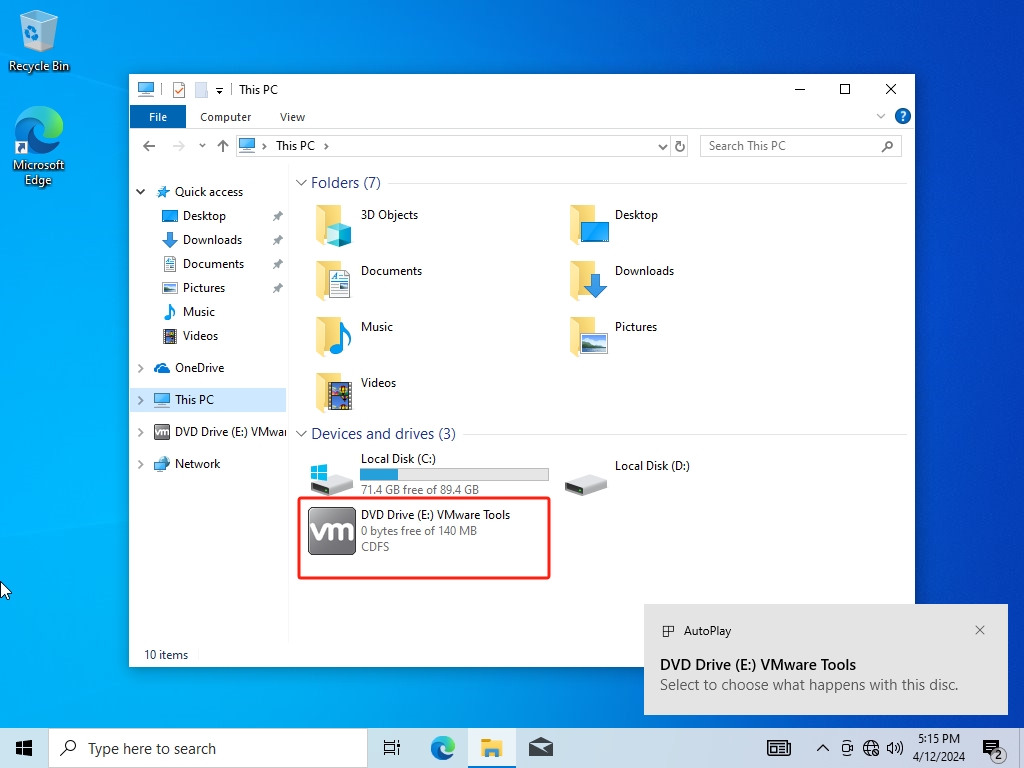 Recycle Bin
Microsoft
Edge
This PC
File
Computer
View
?
This PC
Search This PC
Quick access
Desktop
Downloads
Documents
Pictures
Music
Videos
OneDrive
This PC
vm
DVD Drive (E:) VMwar
Network
Folders (7)
3D Objects
Desktop
Documents
Downloads
Music
Pictures
Videos
Devices and drives (3)
Local Disk (C:)
71.4 GB free of 89.4 GB
Local Disk (D:)
vm
DVD Drive (E:) VMware Tools
0 bytes free of 140 MB
CDFS
10 items
AutoPlay
DVD Drive (E:) VMware Tools
Select to choose what happens with this disc.
Type here to search
5:15 PM
4/12/2024
2